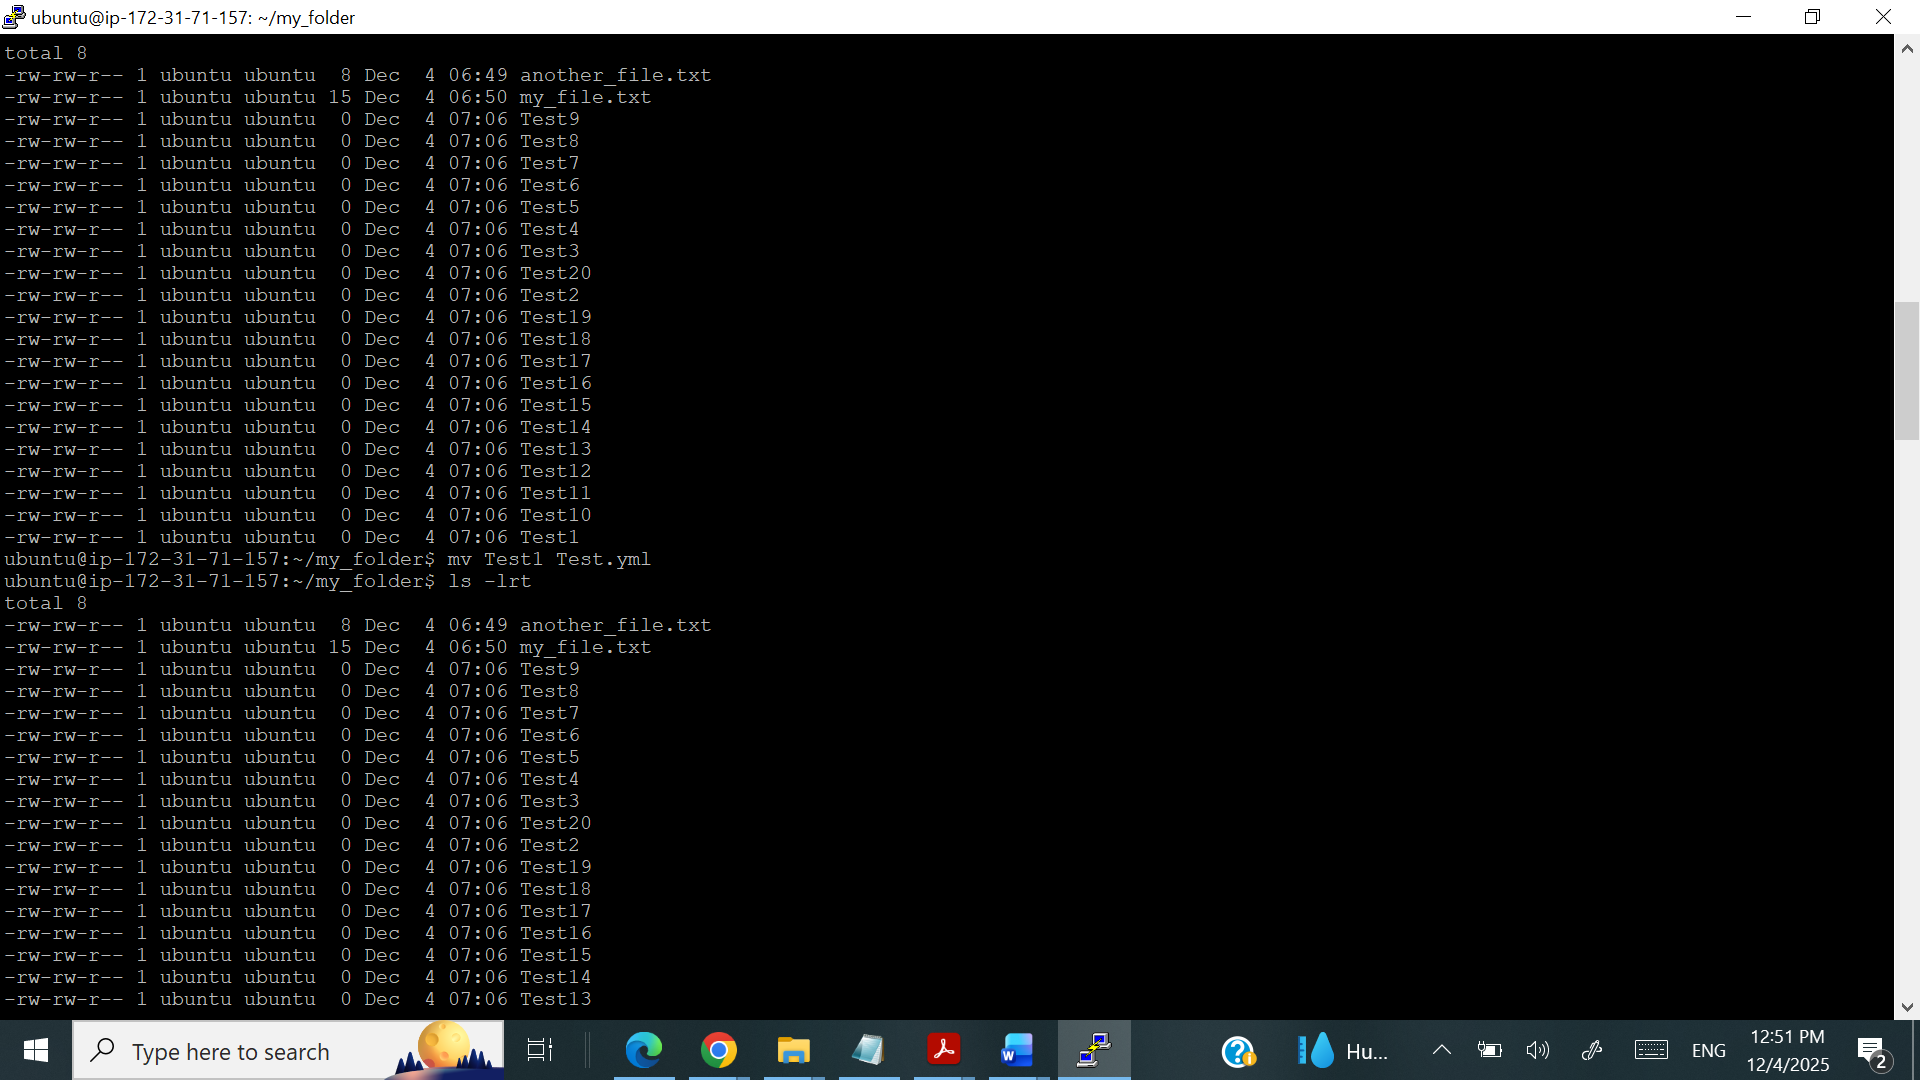 ubuntu@ip-172-31-71-157: ~/my_folder
total 8
-rw-rw-r-- 1 ubuntu ubuntu  8 Dec  4 06:49 another_file.txt
-rw-rw-r-- 1 ubuntu ubuntu 15 Dec  4 06:50 my_file.txt
-rw-rw-r-- 1 ubuntu ubuntu  0 Dec  4 07:06 Test9
-rw-rw-r-- 1 ubuntu ubuntu  0 Dec  4 07:06 Test8
-rw-rw-r-- 1 ubuntu ubuntu  0 Dec  4 07:06 Test7
-rw-rw-r-- 1 ubuntu ubuntu  0 Dec  4 07:06 Test6
-rw-rw-r-- 1 ubuntu ubuntu  0 Dec  4 07:06 Test5
-rw-rw-r-- 1 ubuntu ubuntu  0 Dec  4 07:06 Test4
-rw-rw-r-- 1 ubuntu ubuntu  0 Dec  4 07:06 Test3
-rw-rw-r-- 1 ubuntu ubuntu  0 Dec  4 07:06 Test20
-rw-rw-r-- 1 ubuntu ubuntu  0 Dec  4 07:06 Test2
-rw-rw-r-- 1 ubuntu ubuntu  0 Dec  4 07:06 Test19
-rw-rw-r-- 1 ubuntu ubuntu  0 Dec  4 07:06 Test18
-rw-rw-r-- 1 ubuntu ubuntu  0 Dec  4 07:06 Test17
-rw-rw-r-- 1 ubuntu ubuntu  0 Dec  4 07:06 Test16
-rw-rw-r-- 1 ubuntu ubuntu  0 Dec  4 07:06 Test15
-rw-rw-r-- 1 ubuntu ubuntu  0 Dec  4 07:06 Test14
-rw-rw-r-- 1 ubuntu ubuntu  0 Dec  4 07:06 Test13
-rw-rw-r-- 1 ubuntu ubuntu  0 Dec  4 07:06 Test12
-rw-rw-r-- 1 ubuntu ubuntu  0 Dec  4 07:06 Test11
-rw-rw-r-- 1 ubuntu ubuntu  0 Dec  4 07:06 Test10
-rw-rw-r-- 1 ubuntu ubuntu  0 Dec  4 07:06 Test1
ubuntu@ip-172-31-71-157:~/my_folder$ mv Test1 Test.yml
ubuntu@ip-172-31-71-157:~/my_folder$ ls -lrt
total 8
-rw-rw-r-- 1 ubuntu ubuntu  8 Dec  4 06:49 another_file.txt
-rw-rw-r-- 1 ubuntu ubuntu 15 Dec  4 06:50 my_file.txt
-rw-rw-r-- 1 ubuntu ubuntu  0 Dec  4 07:06 Test9
-rw-rw-r-- 1 ubuntu ubuntu  0 Dec  4 07:06 Test8
-rw-rw-r-- 1 ubuntu ubuntu  0 Dec  4 07:06 Test7
-rw-rw-r-- 1 ubuntu ubuntu  0 Dec  4 07:06 Test6
-rw-rw-r-- 1 ubuntu ubuntu  0 Dec  4 07:06 Test5
-rw-rw-r-- 1 ubuntu ubuntu  0 Dec  4 07:06 Test4
-rw-rw-r-- 1 ubuntu ubuntu  0 Dec  4 07:06 Test3
-rw-rw-r-- 1 ubuntu ubuntu  0 Dec  4 07:06 Test20
-rw-rw-r-- 1 ubuntu ubuntu  0 Dec  4 07:06 Test2
-rw-rw-r-- 1 ubuntu ubuntu  0 Dec  4 07:06 Test19
-rw-rw-r-- 1 ubuntu ubuntu  0 Dec  4 07:06 Test18
-rw-rw-r-- 1 ubuntu ubuntu  0 Dec  4 07:06 Test17
-rw-rw-r-- 1 ubuntu ubuntu  0 Dec  4 07:06 Test16
-rw-rw-r-- 1 ubuntu ubuntu  0 Dec  4 07:06 Test15
-rw-rw-r-- 1 ubuntu ubuntu  0 Dec  4 07:06 Test14
-rw-rw-r-- 1 ubuntu ubuntu  0 Dec  4 07:06 Test13
Type here to search
Hu...
ENG
12:51 PM
12/4/2025
2